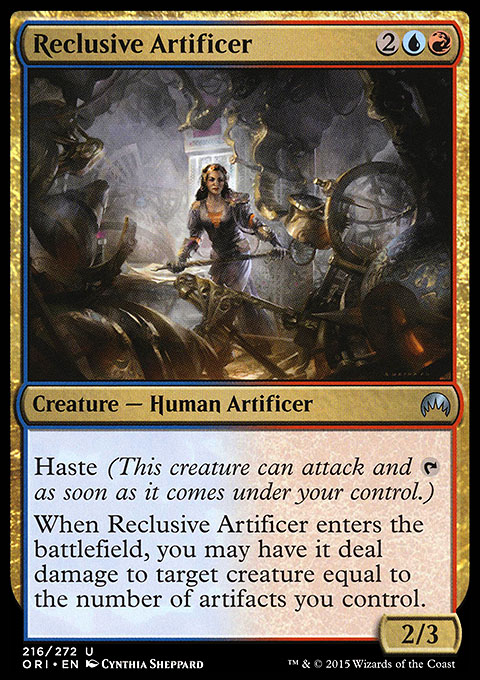 Reclusive Artificer 2
Creature — Human Artificer
Haste (This creature can attack and
as soon as it comes under your control.)
When Reclusive Artificer enters the
battlefield, you may have it deal
damage to target creature equal to
the number of artifacts you control.
2/3
216/272 U
ORI • EN Cynthia Sheppard
™ & © 2015 Wizards of the Coast